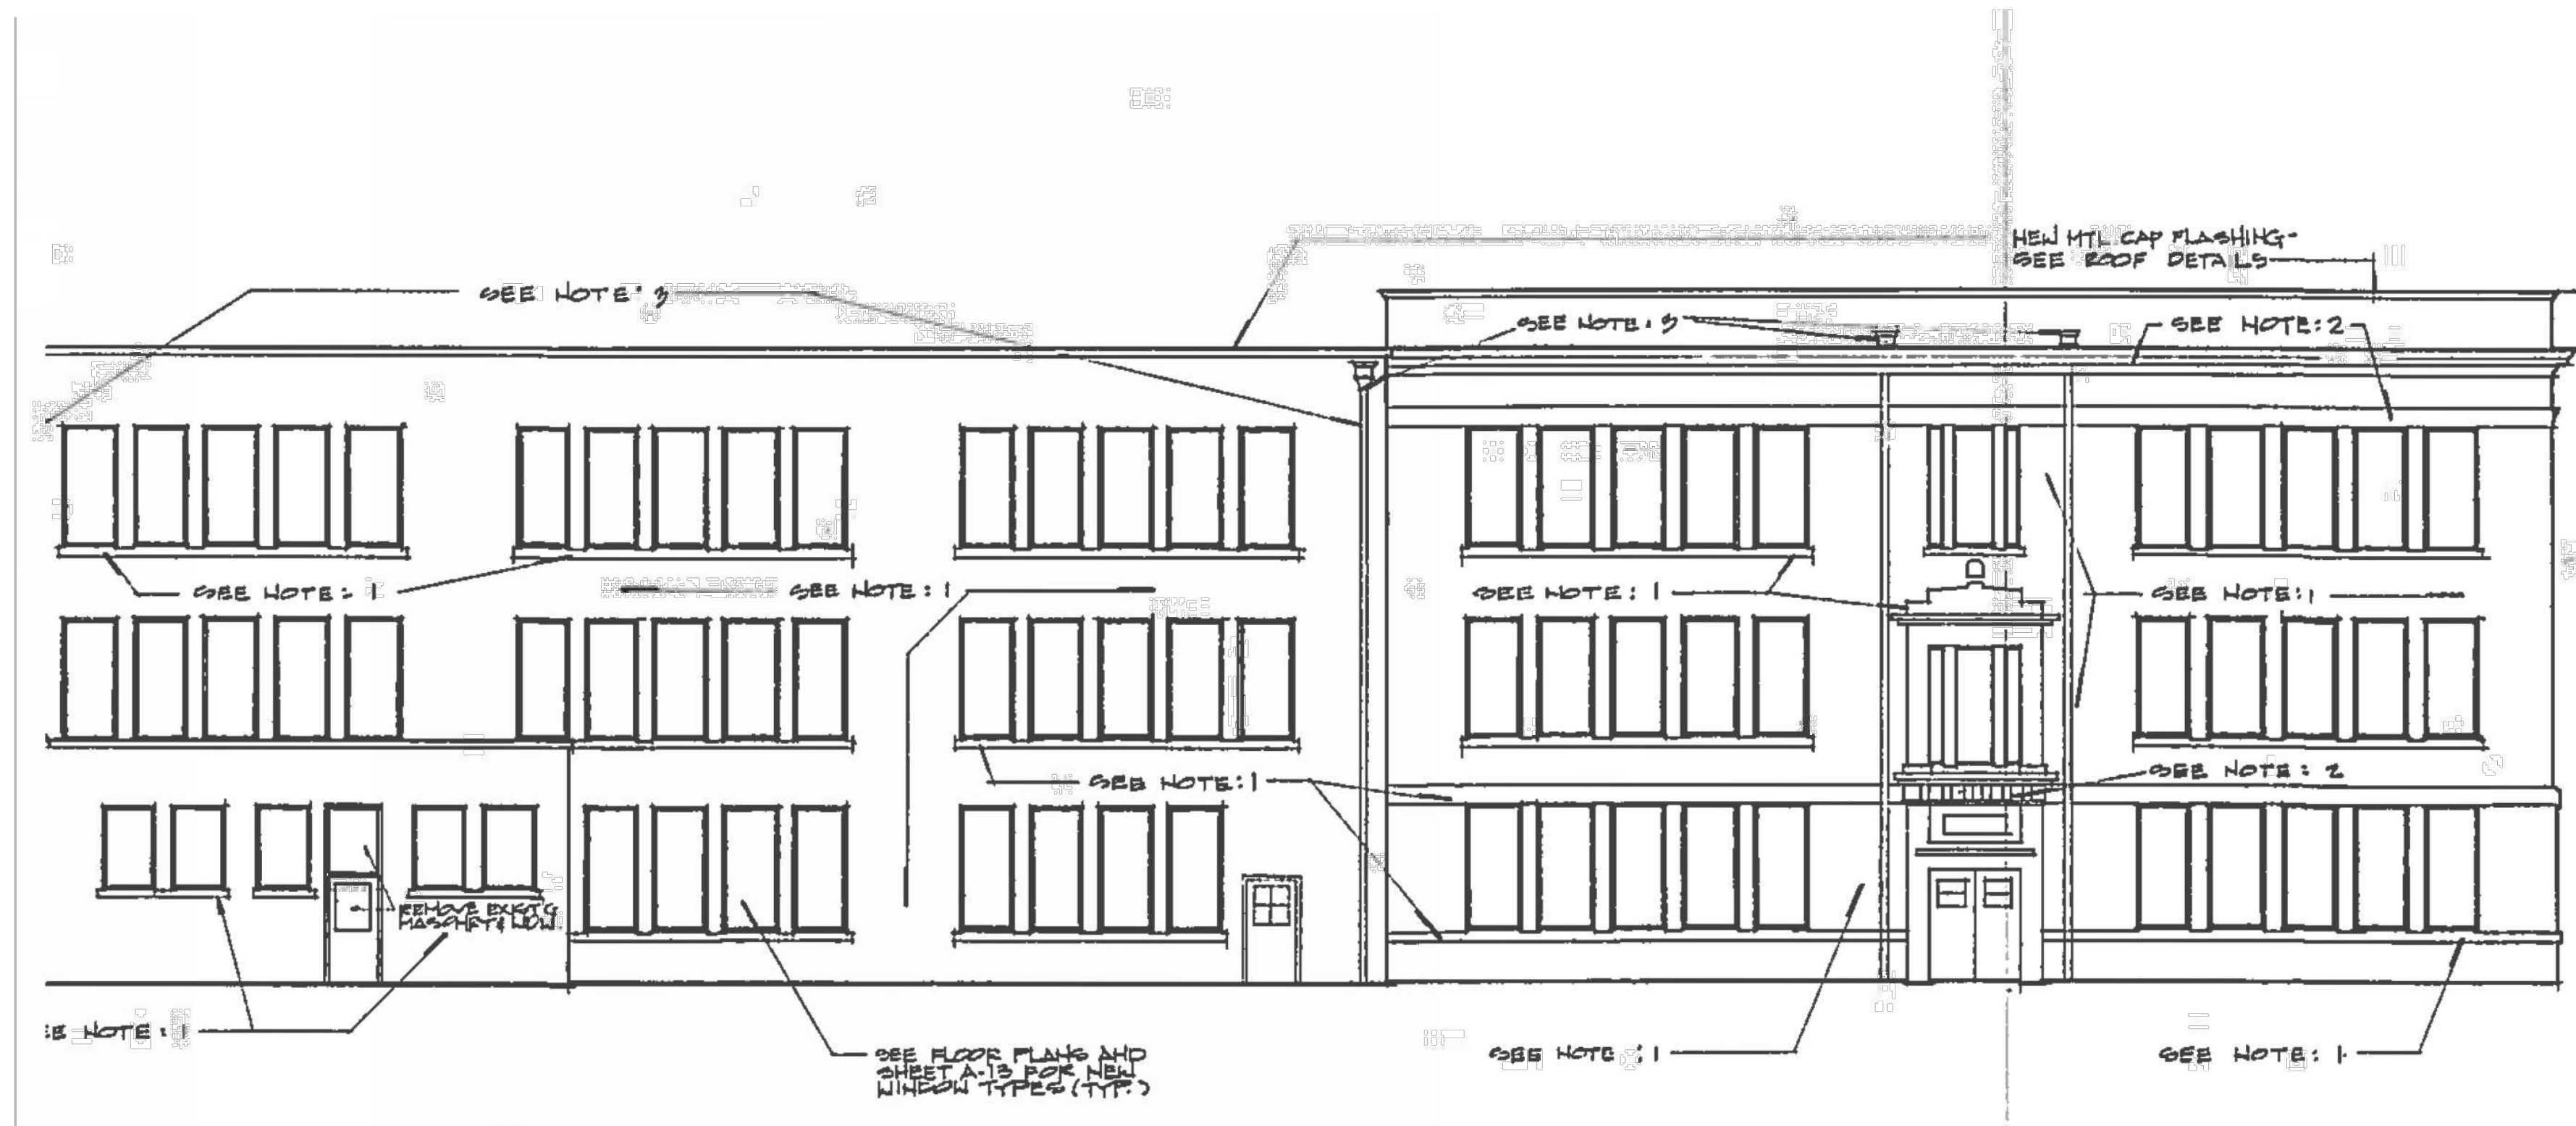 NEW MTL CAP FLASHING-
SEE ROOF DETAILS
SEE NOTE: 3
SEE NOTE: 3
SEE NOTE: 2
SEE NOTE: 1
SEE NOTE: 1
SEE NOTE: 1
SEE NOTE: 1
SEE NOTE: 1
SEE NOTE: 2
REMOVE EXIST'G
NOTE:
SEE FLOOR PLANS AND
SHEET A-13 FOR NEW
WINDOW TYPES (TYP.)
SEE NOTE: 1
SEE NOTE: 1